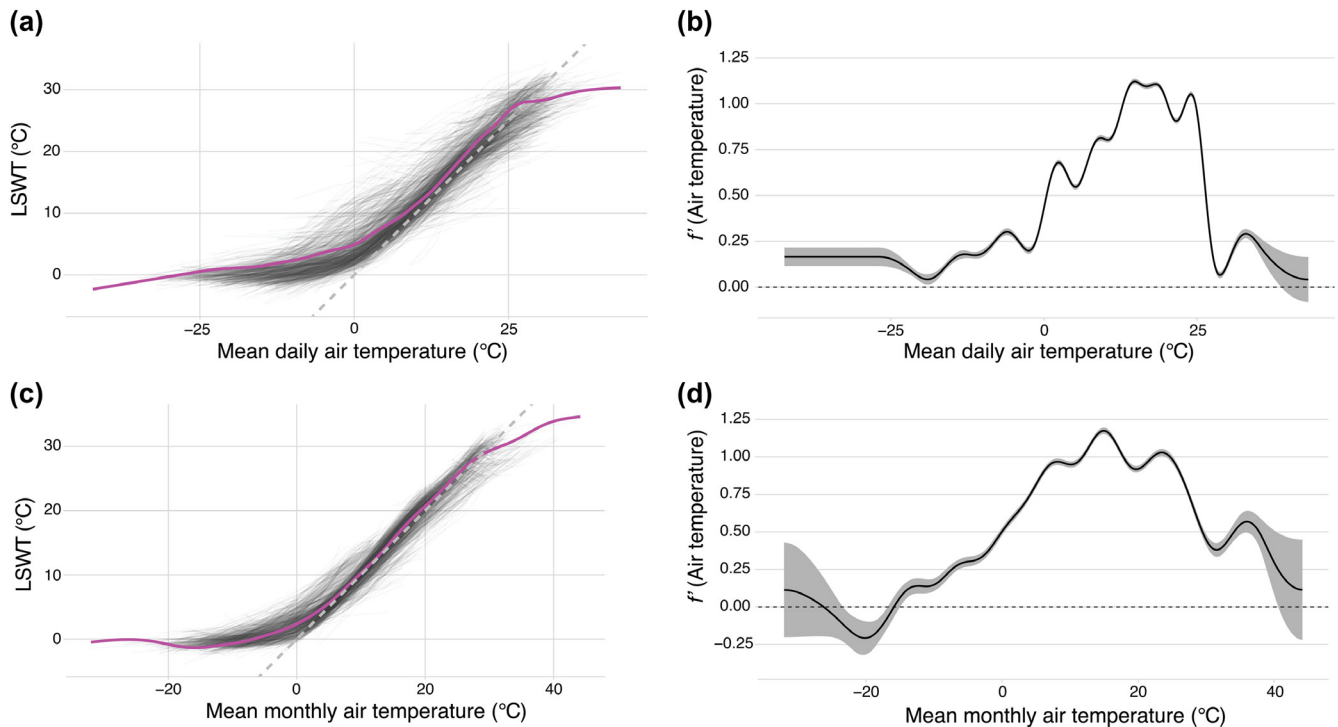 (a)
LSWT (°C)
30
20
10
0
−25
0
25
Mean daily air temperature (°C)
(b)
f′ (Air temperature)
1.25
1.00
0.75
0.50
0.25
0.00
−25
0
25
Mean daily air temperature (°C)
(c)
LSWT (°C)
30
20
10
0
−20
0
20
40
Mean monthly air temperature (°C)
(d)
f′ (Air temperature)
1.25
1.00
0.75
0.50
0.25
0.00
−0.25
−20
0
20
40
Mean monthly air temperature (°C)